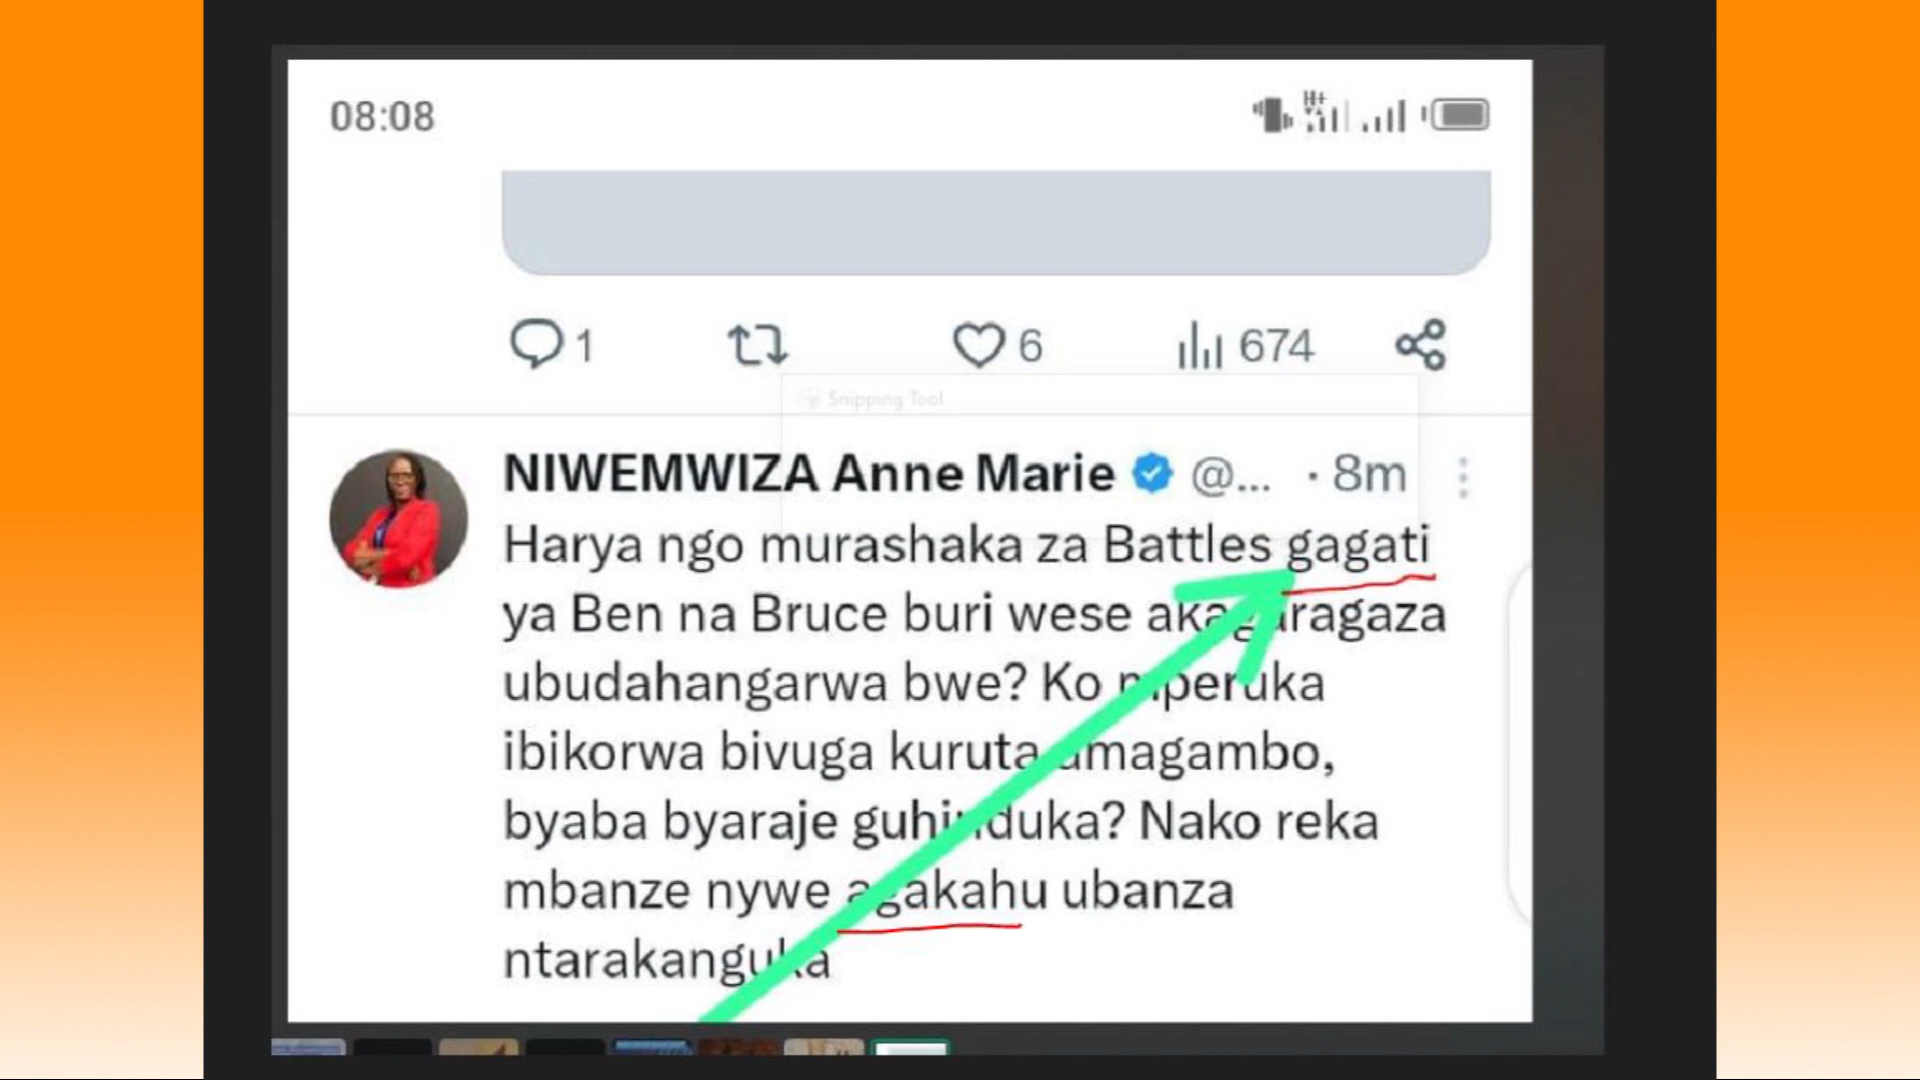 08:08
H+
1 6 674
Snipping Tool
NIWEMWIZA Anne Marie @... · 8m
Harya ngo murashaka za Battles gagati
ya Ben na Bruce buri wese akagaragaza
ubudahangarwa bwe? Ko mperuka
ibikorwa bivuga kuruta amagambo,
byaba byaraje guhinduka? Nako reka
mbanze nywe agakahu ubanza
ntarakanguka